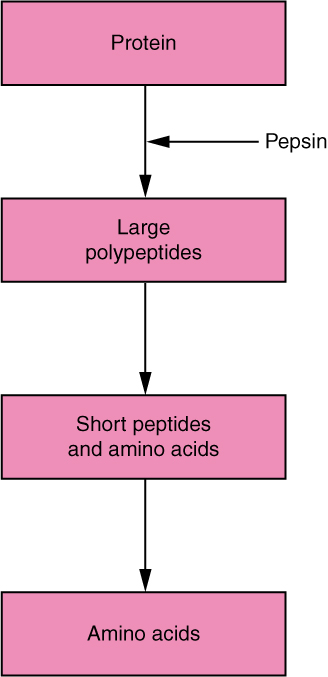 Protein
Pepsin
Large
polypeptides
Short peptides
and amino acids
Amino acids